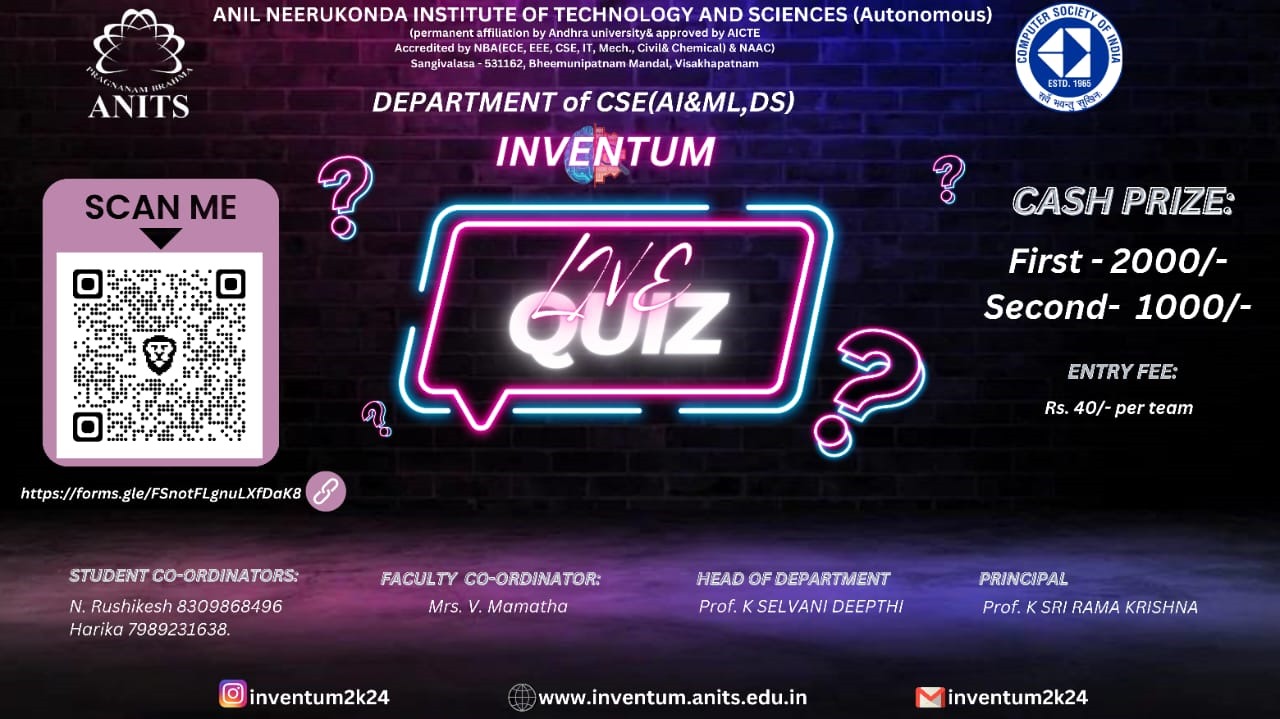 ANIL NEERUKONDA INSTITUTE OF TECHNOLOGY AND SCIENCES (Autonomous)
(permanent affiliation by Andhra university& approved by AICTE
Accredited by NBA(ECE, EEE, CSE, IT, Mech., Civil& Chemical) & NAAC)
Sangivalasa - 531162, Bheemunipatnam Mandal, Visakhapatnam
PRAGNANAM BRAHMA
ANITS
COMPUTER SOCIETY OF INDIA
ESTD. 1965
सर्वे भवन्तु सुखिनः
DEPARTMENT of CSE(AI&ML,DS)
INVENTUM
SCAN ME
LIVE
QUIZ
CASH PRIZE:
First - 2000/-
Second- 1000/-
ENTRY FEE:
Rs. 40/- per team
https://forms.gle/FSnotFLgnuLXfDaK8
STUDENT CO-ORDINATORS:
N. Rushikesh 8309868496
Harika 7989231638.
FACULTY CO-ORDINATOR:
Mrs. V. Mamatha
HEAD OF DEPARTMENT
Prof. K SELVANI DEEPTHI
PRINCIPAL
Prof. K SRI RAMA KRISHNA
inventum2k24
www.inventum.anits.edu.in
inventum2k24